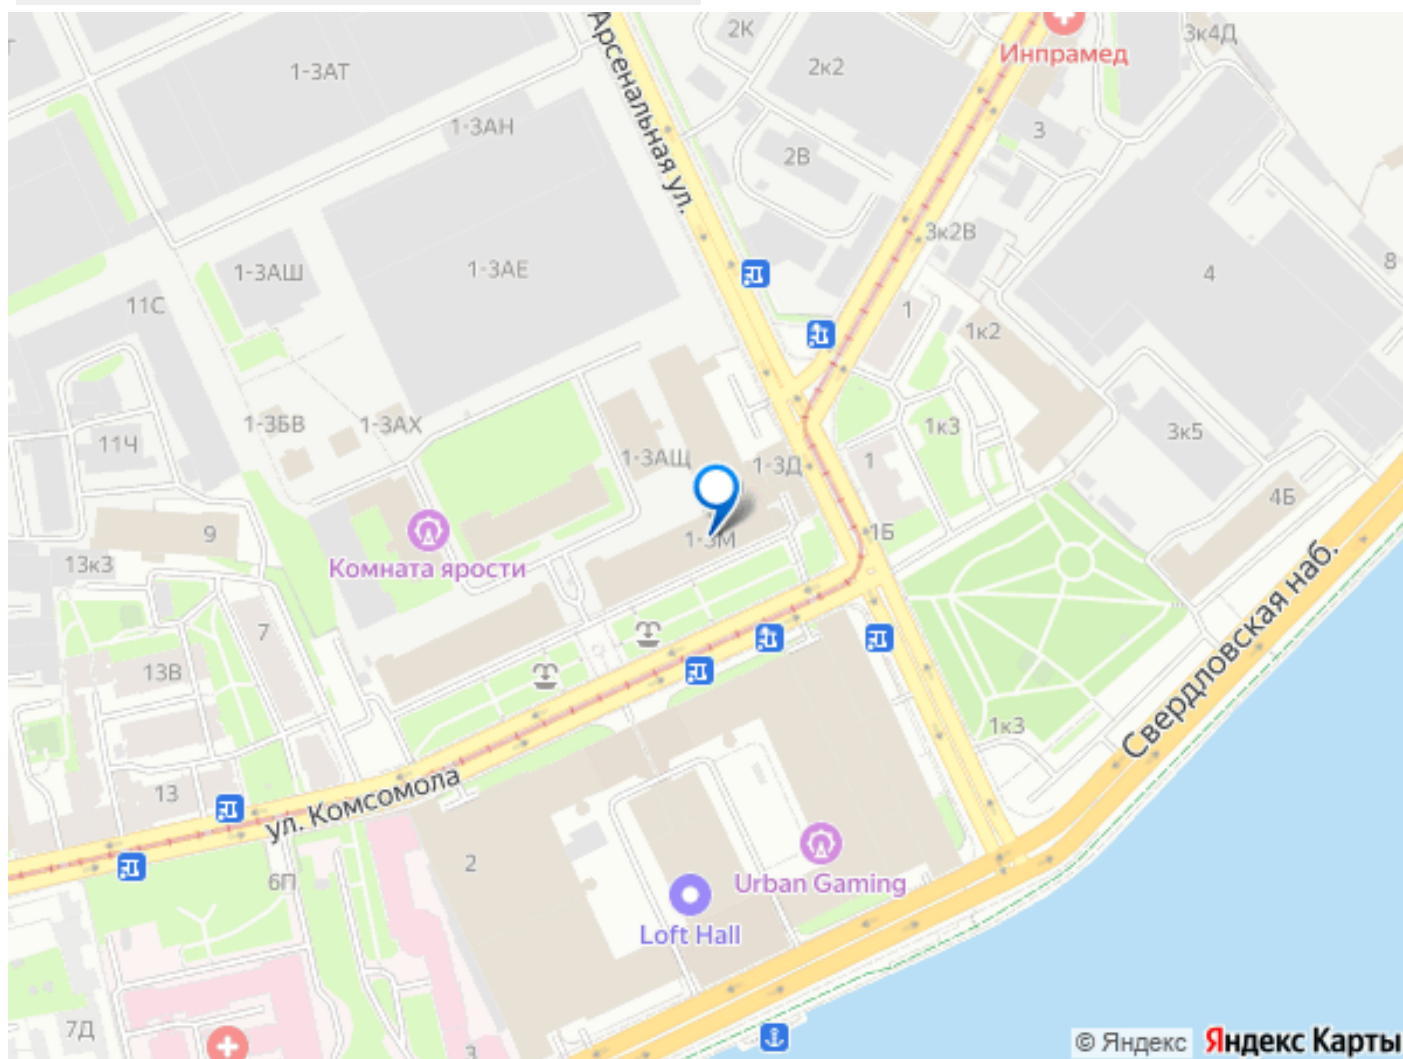 2К
3к4Д
Инпрамед
1-3АТ
2к2
Арсенальная ул.
1-3АН
3
2В
3к2В
1-3АШ
1-3АЕ
4
8
11С
1
1к2
1-3БВ
1-3АХ
11Ч
1к3
3к5
1-3АЩ
1-3Д
1
4Б
9
1-3М
1Б
13к3
Комната ярости
7
Свердловская наб.
13В
1к3
13
ул. Комсомола
2
6П
Urban Gaming
Loft Hall
7Д
3
© Яндекс Яндекс Карты